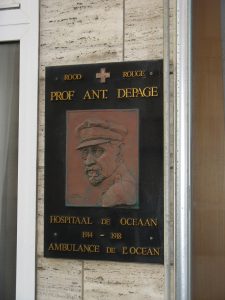 ROOD ROUGE
PROF ANT. DEPAGE
HOSPITAAL DE OCEAAN
1914 - 1918
AMBULANCE DE L'OCEAN